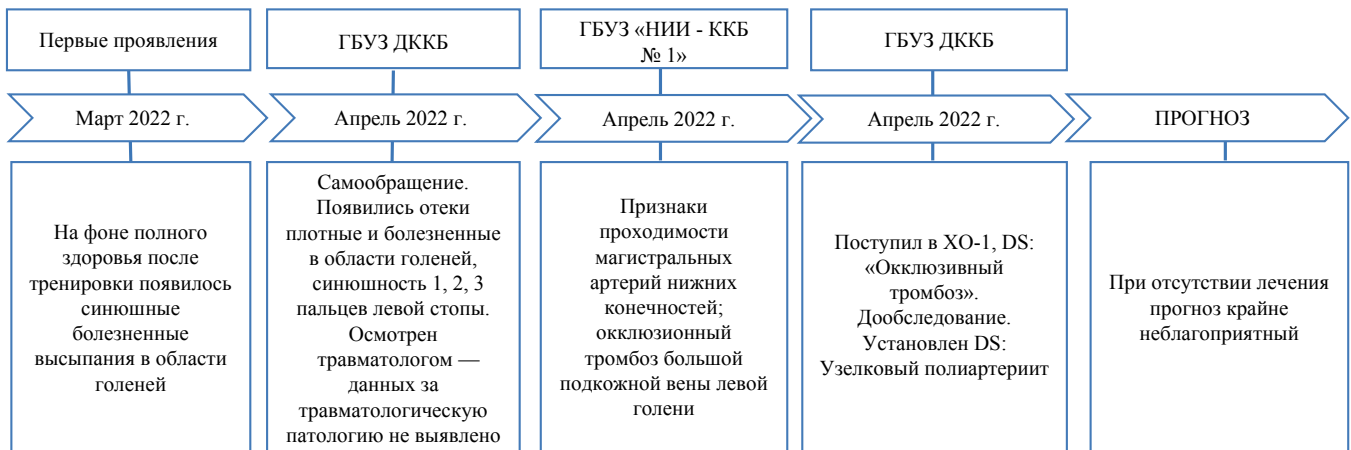 Первые проявления
ГБУЗ ДККБ
ГБУЗ «НИИ - ККБ
№ 1»
ГБУЗ ДККБ
Март 2022 г.
Апрель 2022 г.
Апрель 2022 г.
Апрель 2022 г.
ПРОГНОЗ
На фоне полного
здоровья после
тренировки появилось
синюшные
болезненные
высыпания в области
голеней
Самообращение.
Появились отеки
плотные и болезненные
в области голеней,
синюшность 1, 2, 3
пальцев левой стопы.
Осмотрен
травматологом —
данных за
травматологическую
патологию не выявлено
Признаки
проходимости
магистральных
артерий нижних
конечностей;
окклюзионный
тромбоз большой
подкожной вены левой
голени
Поступил в ХО-1, DS:
«Окклюзивный
тромбоз».
Дообследование.
Установлен DS:
Узелковый полиартериит
При отсутствии лечения
прогноз крайне
неблагоприятный